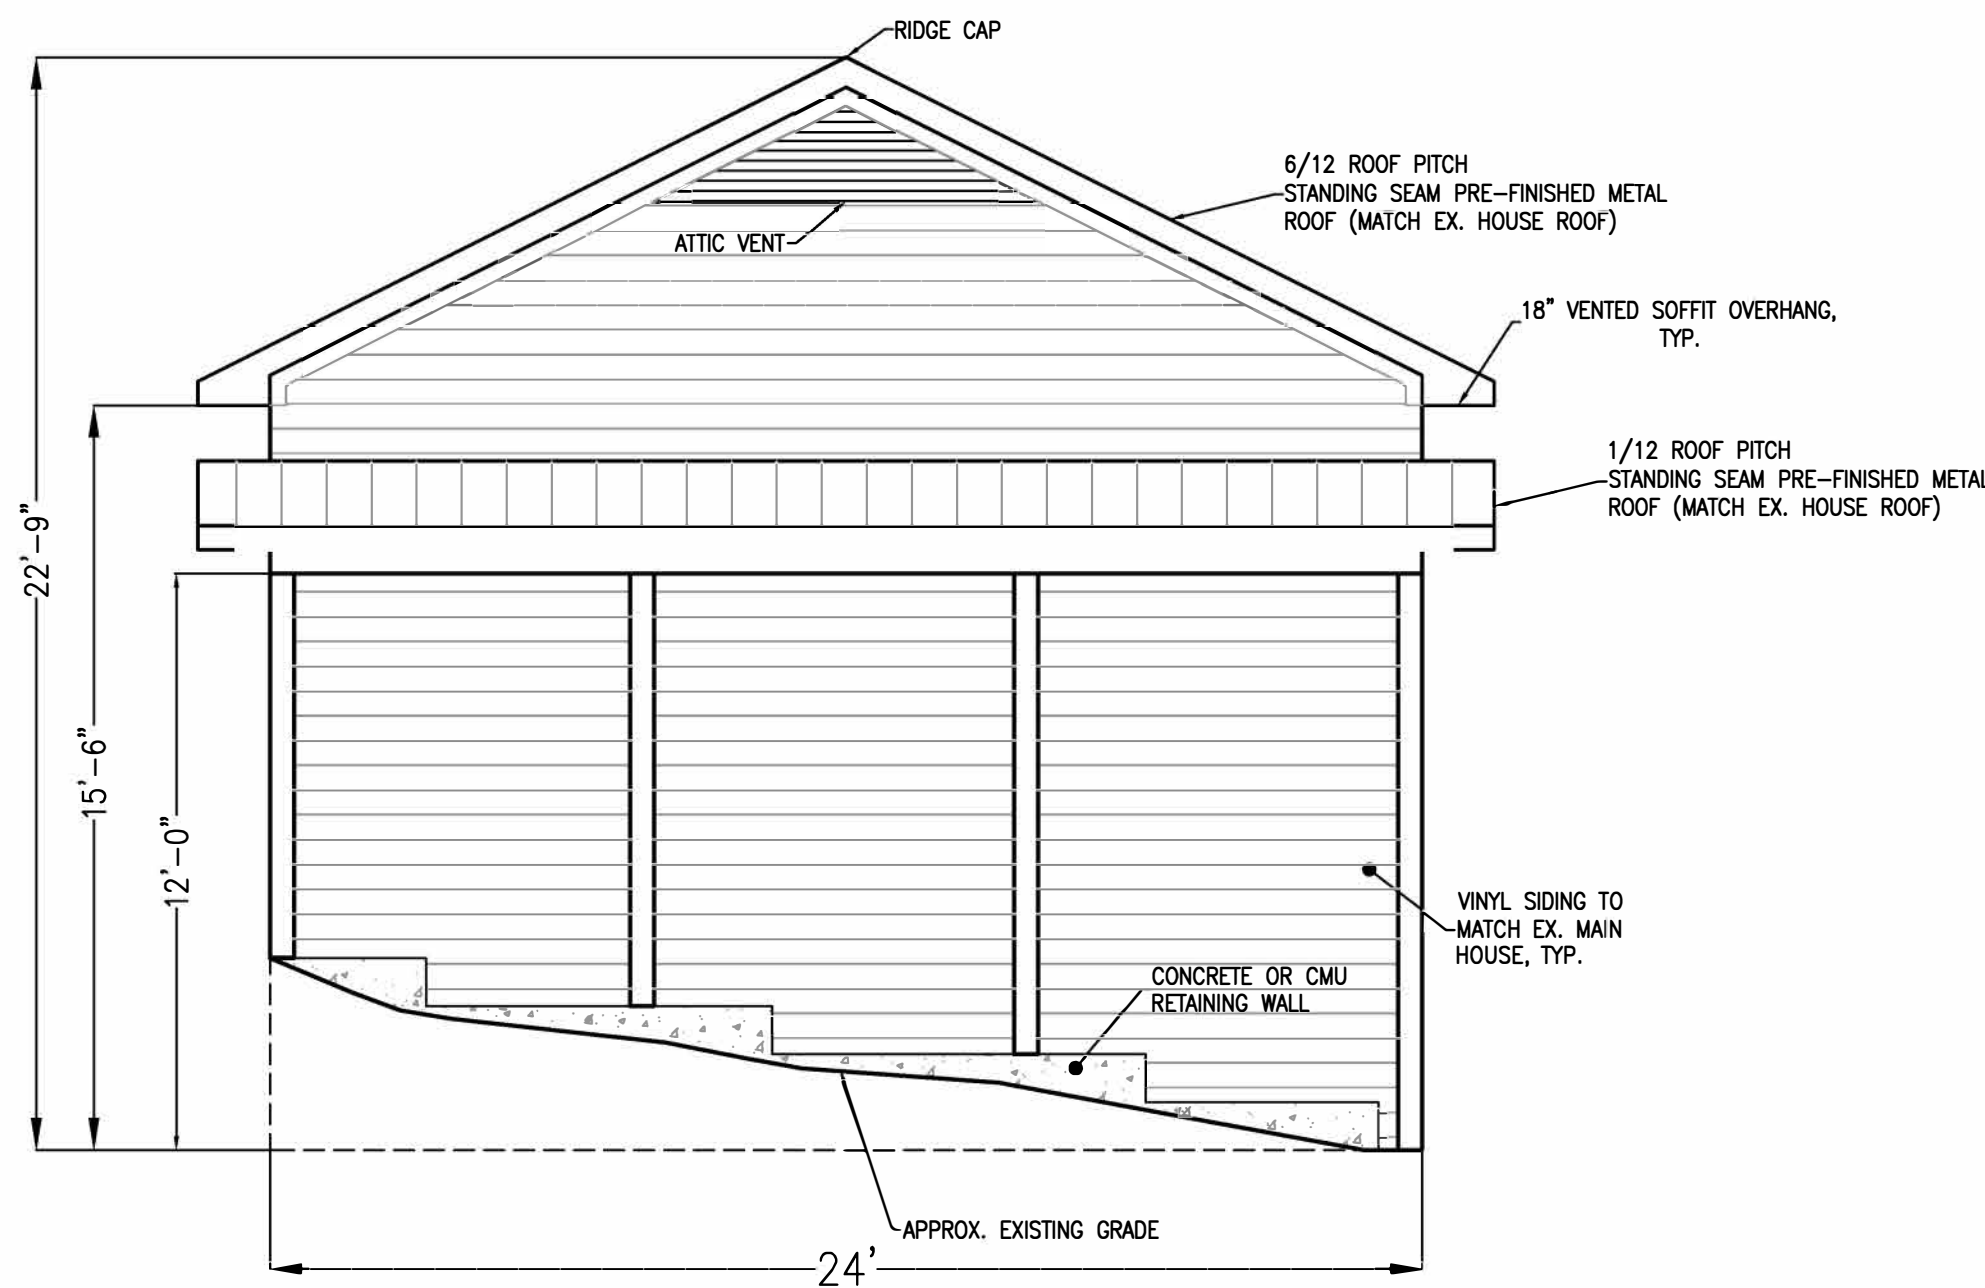 RIDGE CAP
6/12 ROOF PITCH
STANDING SEAM PRE-FINISHED METAL
ROOF (MATCH EX. HOUSE ROOF)
ATTIC VENT
18" VENTED SOFFIT OVERHANG,
TYP.
1/12 ROOF PITCH
STANDING SEAM PRE-FINISHED METAL
ROOF (MATCH EX. HOUSE ROOF)
22'-9"
15'-6"
12'-0"
VINYL SIDING TO
MATCH EX. MAIN
HOUSE, TYP.
CONCRETE OR CMU
RETAINING WALL
APPROX. EXISTING GRADE
24'